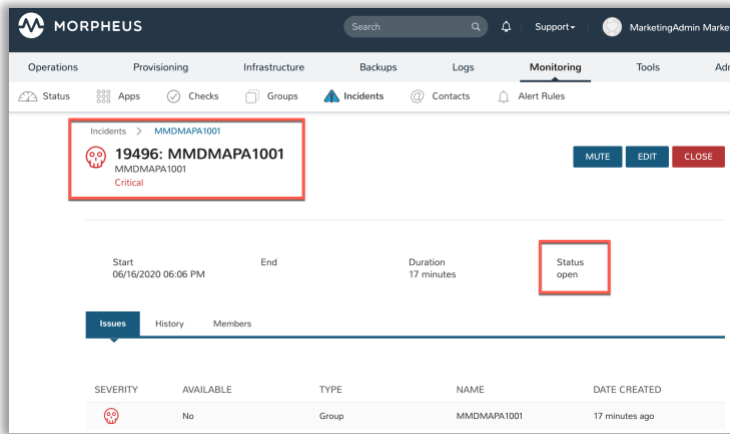 MORPHEUS
Search
Support
MarketingAdmin Marke
Operations Provisioning Infrastructure Backups Logs Monitoring Tools Adr
Status Apps Checks Groups Incidents Contacts Alert Rules
Incidents > MMDMAPA1001
19496: MMDMAPA1001
MMDMAPA1001
Critical
MUTE EDIT CLOSE
Start End Duration Status
06/16/2020 06:06 PM 17 minutes open
Issues History Members
SEVERITY AVAILABLE TYPE NAME DATE CREATED
No Group MMDMAPA1001 17 minutes ago